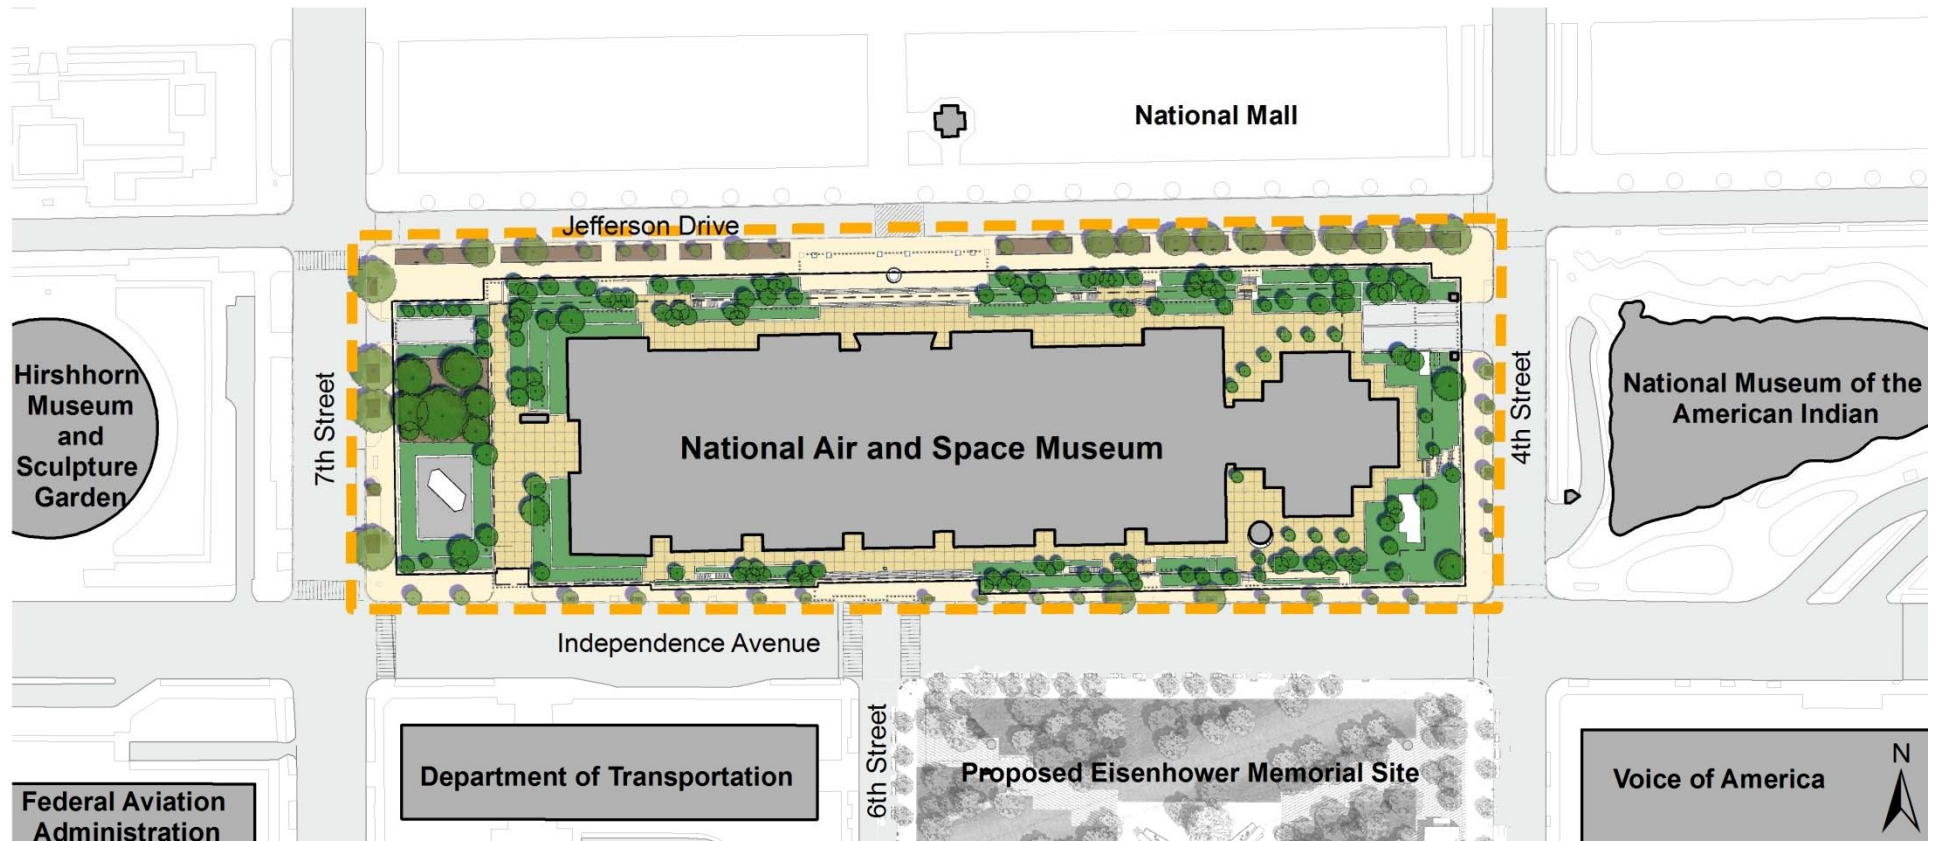 National Mall
Jefferson Drive
Hirshhorn
Museum
and
Sculpture
Garden
7th Street
National Air and Space Museum
4th Street
National Museum of the
American Indian
Independence Avenue
Department of Transportation
6th Street
Proposed Eisenhower Memorial Site
Voice of America
N
Federal Aviation
Administration